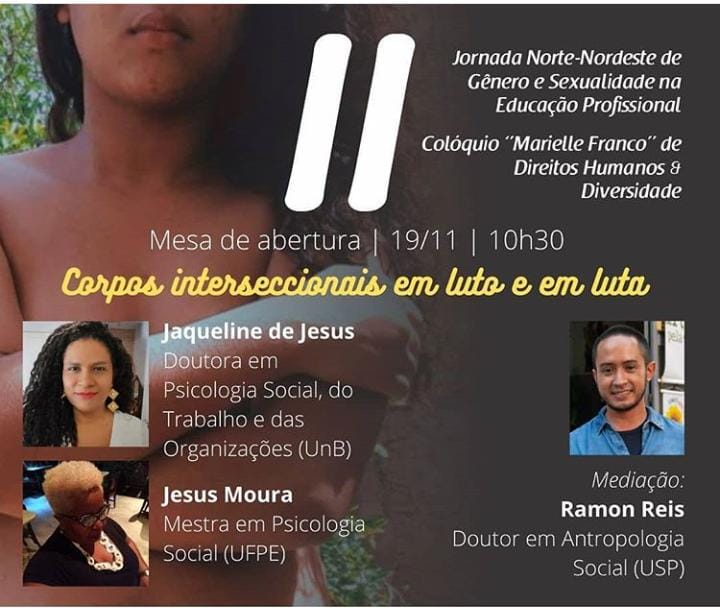 II
Jornada Norte-Nordeste de
Gênero e Sexualidade na
Educação Profissional
Colóquio "Marielle Franco" de
Direitos Humanos &
Diversidade
Mesa de abertura | 19/11 | 10h30
Corpos interseccionais em luto e em luta
Jaqueline de Jesus
Doutora em
Psicologia Social, do
Trabalho e das
Organizações (UnB)
Jesus Moura
Mestra em Psicologia
Social (UFPE)
Mediação:
Ramon Reis
Doutor em Antropologia
Social (USP)